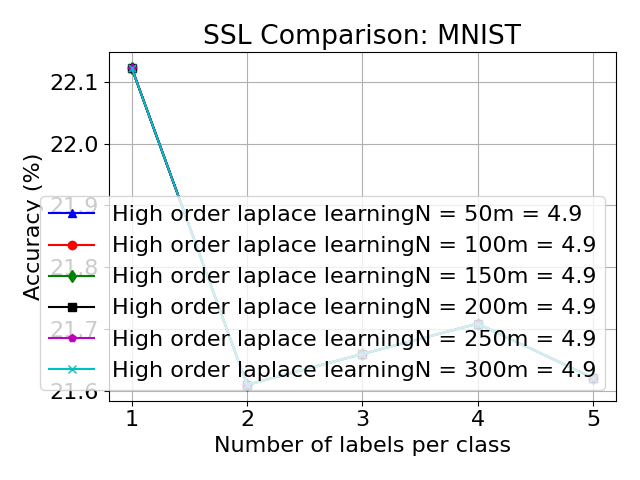 SSL Comparison: MNIST
Accuracy (%)
22.1
22.0
21.9
21.8
21.7
21.6
High order laplace learningN = 50m = 4.9
High order laplace learningN = 100m = 4.9
High order laplace learningN = 150m = 4.9
High order laplace learningN = 200m = 4.9
High order laplace learningN = 250m = 4.9
High order laplace learningN = 300m = 4.9
1 2 3 4 5
Number of labels per class